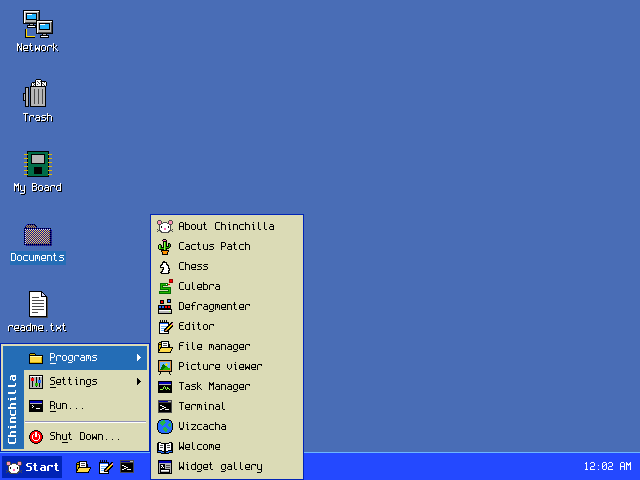 Network
Trash
My Board
Documents
readme.txt
Chinchilla
Programs
Settings
Run...
Shut Down...
About Chinchilla
Cactus Patch
Chess
Culebra
Defragmenter
Editor
File manager
Picture viewer
Task Manager
Terminal
Vizcacha
Welcome
Widget gallery
Start
12:02 AM